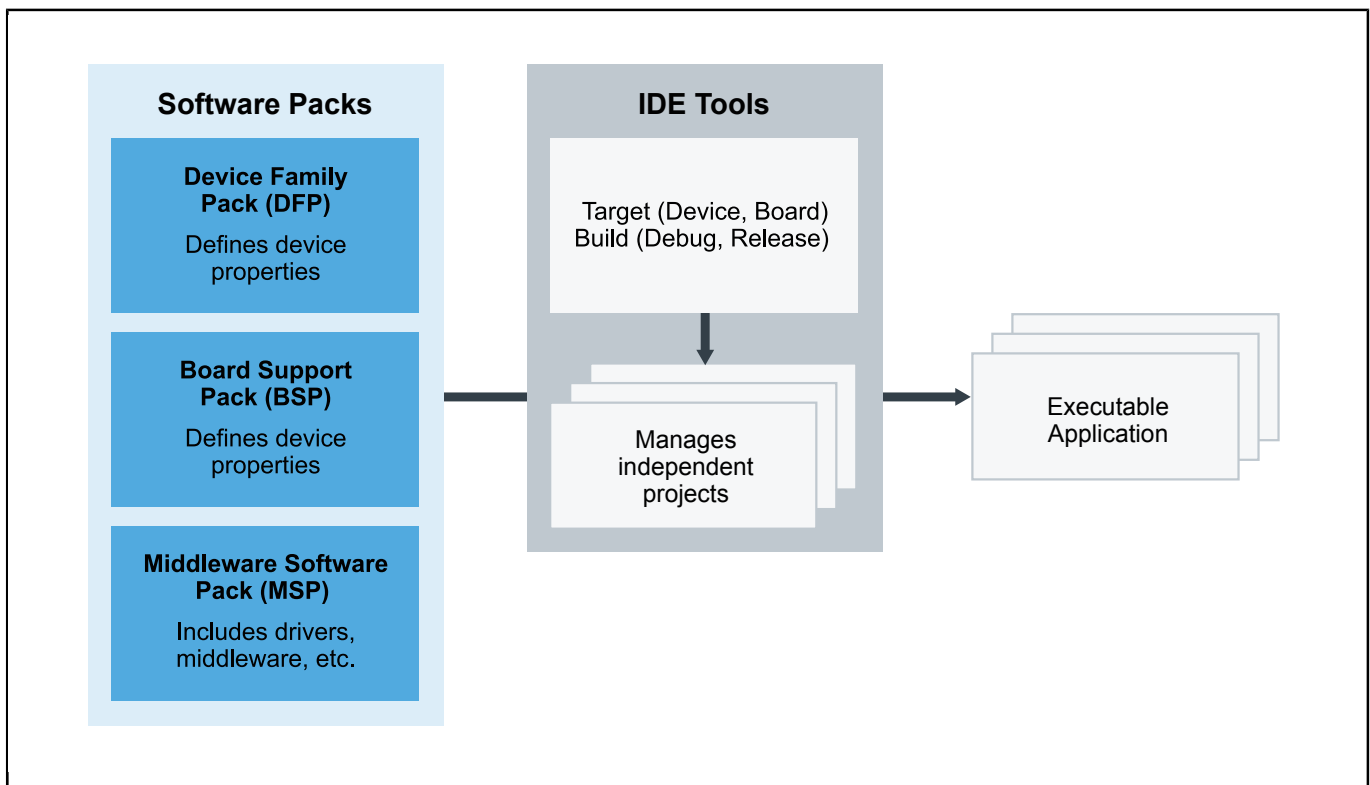 Software Packs
Device Family
Pack (DFP)
Defines device
properties
Board Support
Pack (BSP)
Defines device
properties
Middleware Software
Pack (MSP)
Includes drivers,
middleware, etc.
IDE Tools
Target (Device, Board)
Build (Debug, Release)
Manages
independent
projects
Executable
Application